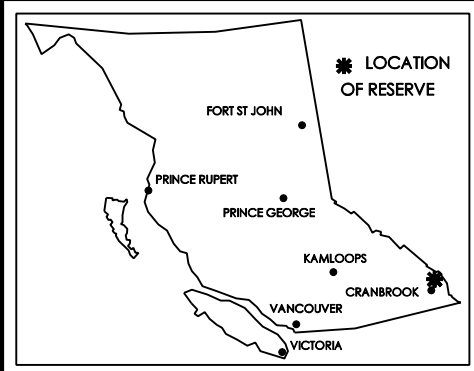 LOCATION
OF RESERVE
FORT ST JOHN
PRINCE RUPERT
PRINCE GEORGE
KAMLOOPS
CRANBROOK
VANCOUVER
VICTORIA